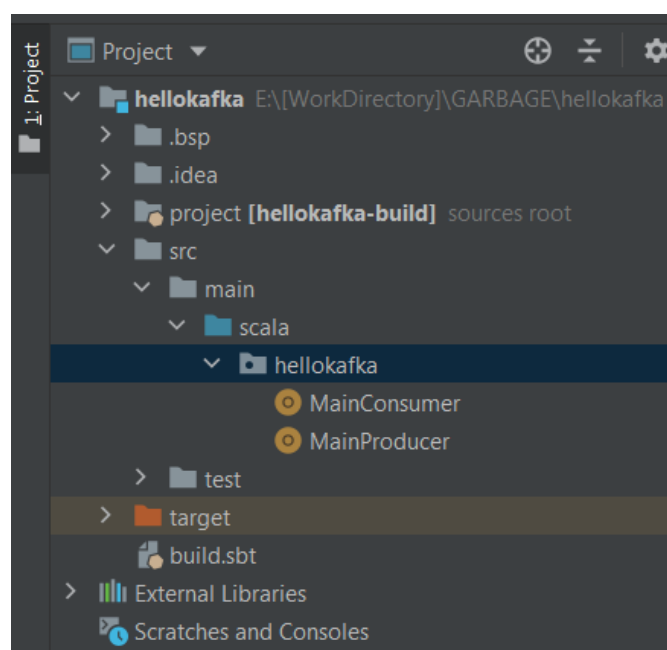 1: Project
Project
hellokafka E:\[WorkDirectory]\GARBAGE\hellokafka
.bsp
.idea
project [hellokafka-build] sources root
src
main
scala
hellokafka
MainConsumer
MainProducer
test
target
build.sbt
External Libraries
Scratches and Consoles